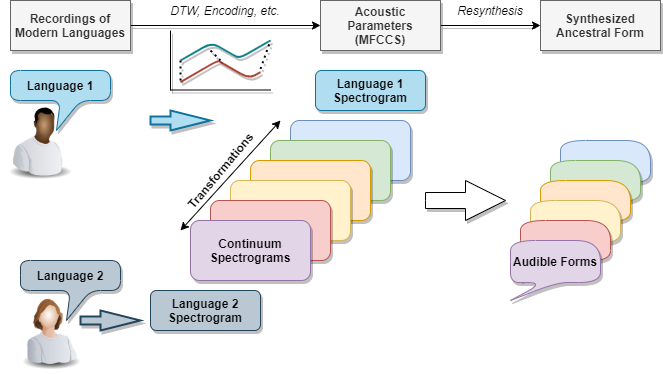 Recordings of
Modern Languages
DTW, Encoding, etc.
Acoustic
Parameters
(MFCCS)
Resynthesis
Synthesized
Ancestral Form
Language 1
Language 1
Spectrogram
Transformations
Continuum
Spectrograms
Audible Forms
Language 2
Language 2
Spectrogram